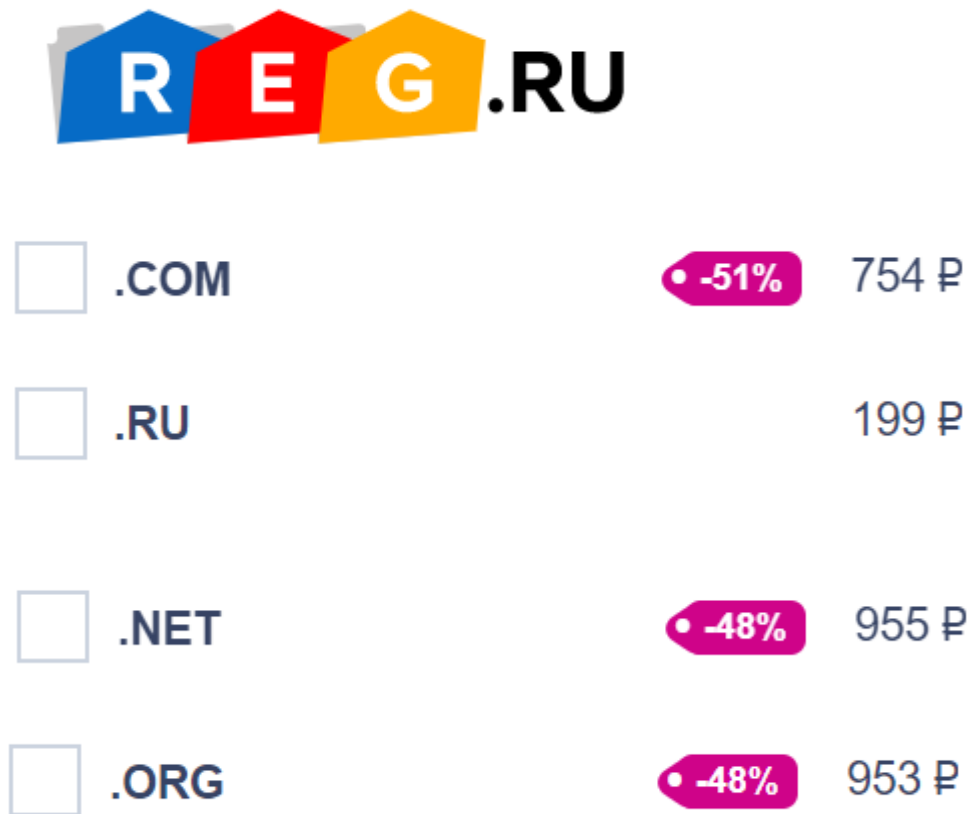 REG.RU
.COM -51% 754 ₽
.RU 199 ₽
.NET -48% 955 ₽
.ORG -48% 953 ₽